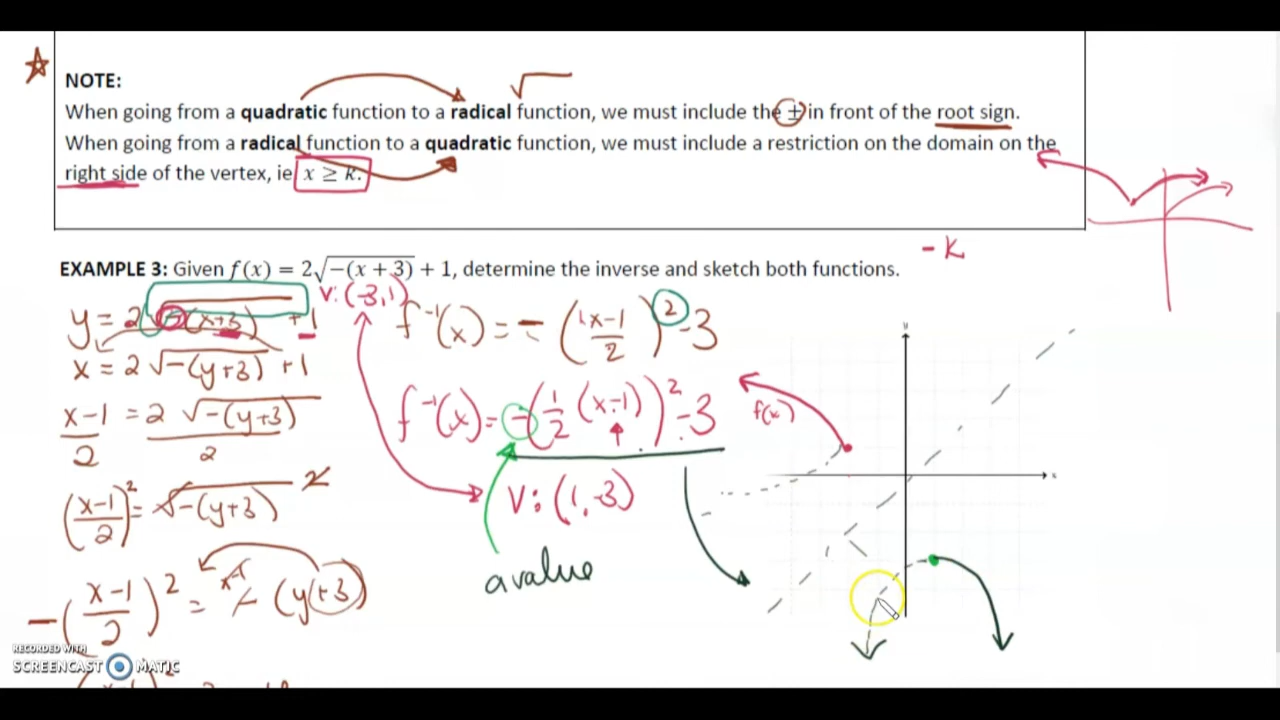 NOTE:
When going from a quadratic function to a radical function, we must include the ± in front of the root sign.
When going from a radical function to a quadratic function, we must include a restriction on the domain on the
right side of the vertex, ie x ≥ k.
- k
EXAMPLE 3: Given f(x) = 2√-(x + 3) + 1, determine the inverse and sketch both functions.
V: (-3,1)
y = 2√-(x+3) +1
x = 2√-(y+3) +1
x-1 = 2√-(y+3)
2 2
(x-1/2)² = √-(y+3) ²
-(x-1/2)² = -(y+3)
f⁻¹(x) = -(x-1/2)² -3
f⁻¹(x) = -(1/2 (x-1))² -3
V: (1,-3)
a value
f(x)
y
x
RECORDED WITH
SCREENCAST MATIC